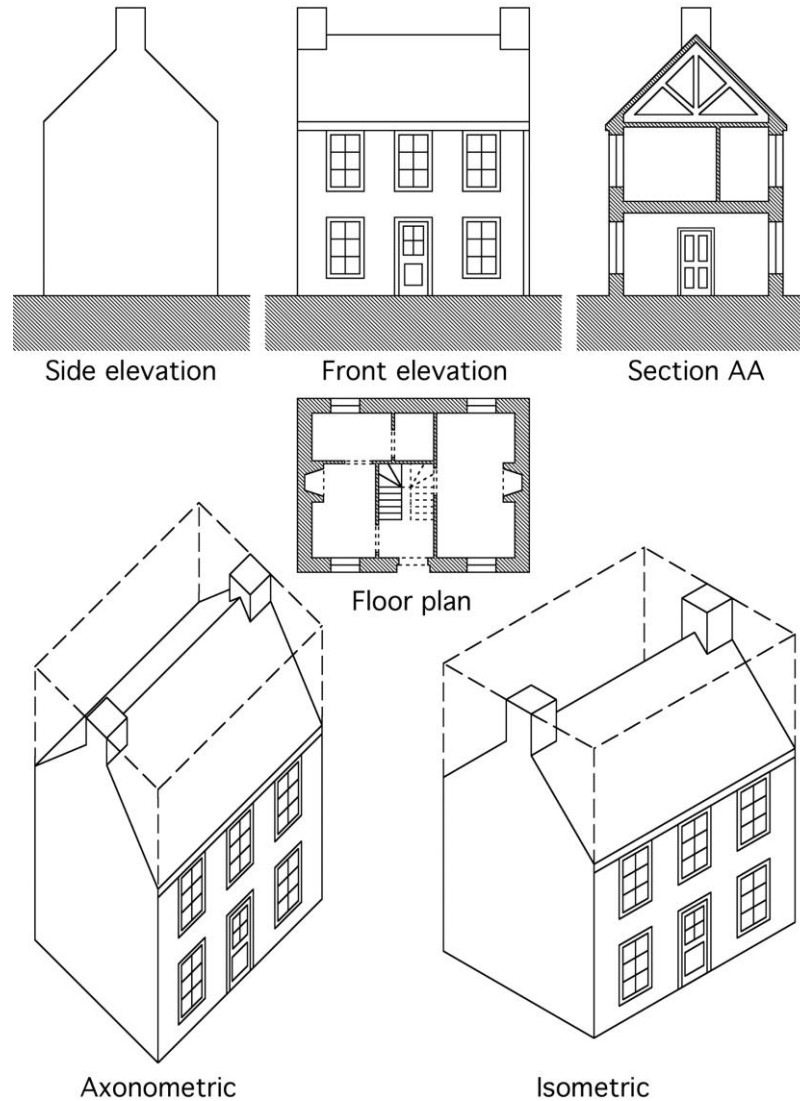 Side elevation
Front elevation
Section AA
Floor plan
Axonometric
Isometric